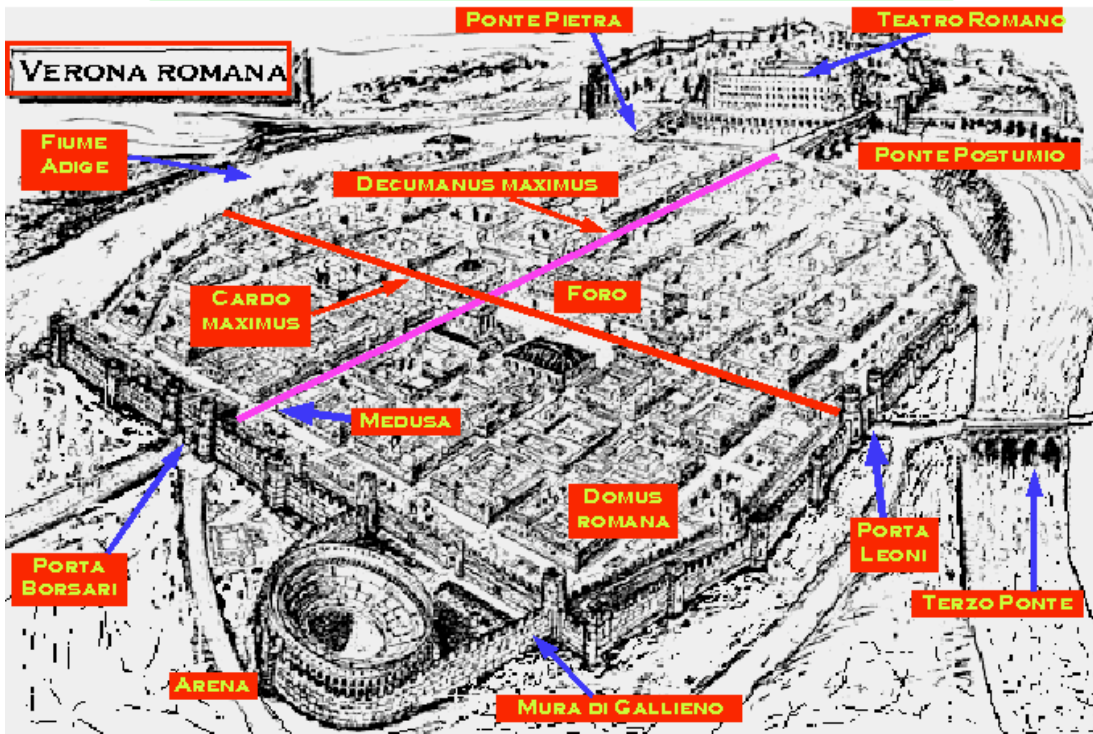 PONTE PIETRA
TEATRO ROMANO
VERONA ROMANA
FIUME
ADIGE
PONTE POSTUMIO
DECUMANUS MAXIMUS
CARDO
MAXIMUS
FORO
MEDUSA
DOMUS
ROMANA
PORTA
LEONI
PORTA
BORSARI
TERZO PONTE
ARENA
MURA DI GALLIENO